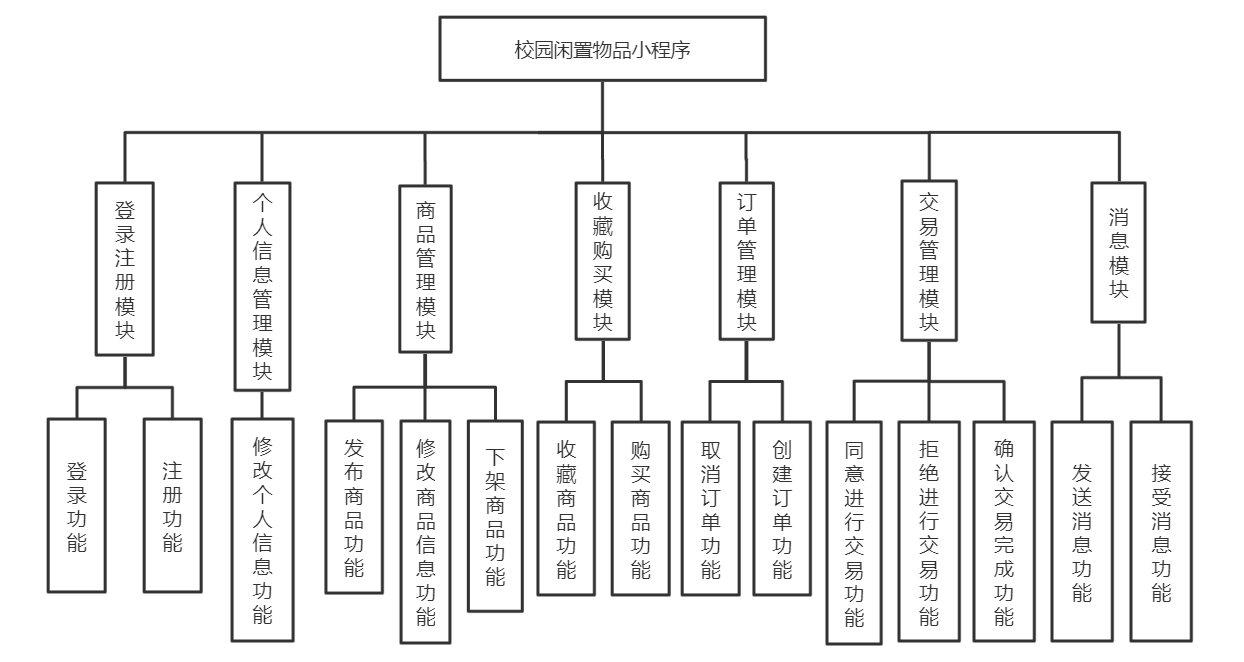 校园闲置物品小程序
登录注册模块
个人信息管理模块
商品管理模块
收藏购买模块
订单管理模块
交易管理模块
消息模块
登录功能
注册功能
修改个人信息功能
发布商品功能
修改商品信息功能
下架商品功能
收藏商品功能
购买商品功能
取消订单功能
创建订单功能
同意进行交易功能
拒绝进行交易功能
确认交易完成功能
发送消息功能
接受消息功能